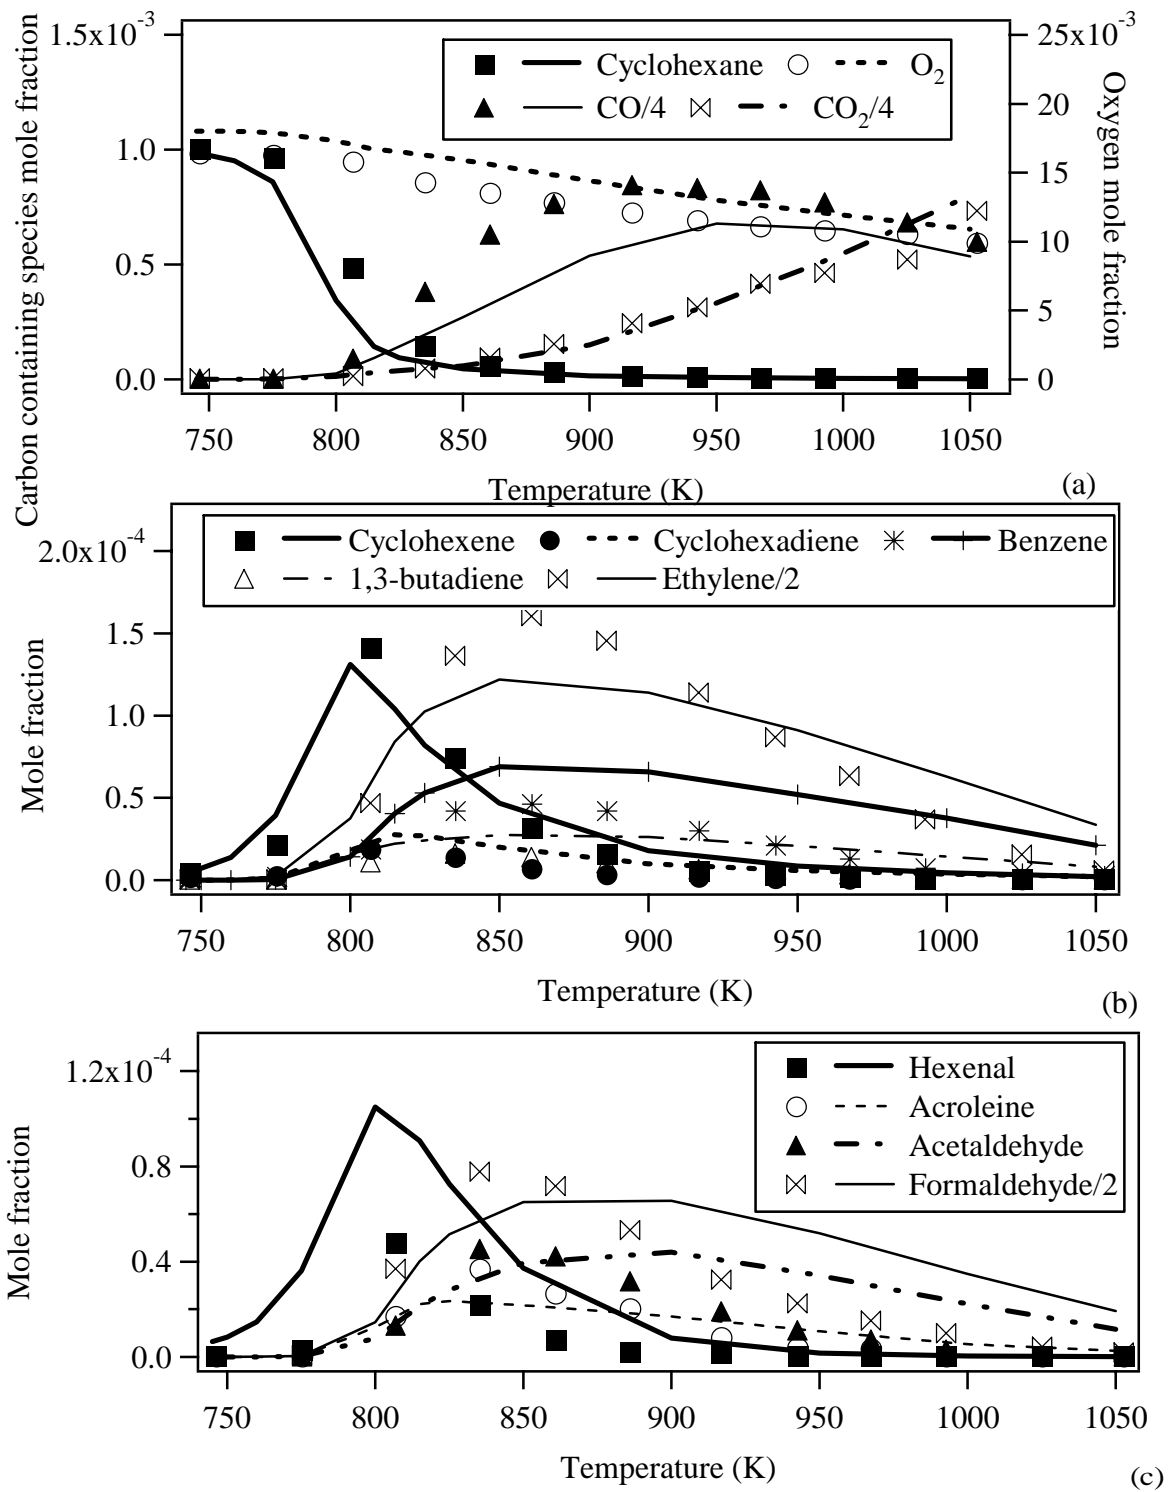 1.5x10⁻³
25x10⁻³
Cyclohexane O₂
CO/4 CO₂/4
20
1.0
15
10
0.5
5
0.0
0
Carbon containing species mole fraction
Oxygen mole fraction
750 800 850 900 950 1000 1050
Temperature (K)
(a)
2.0x10⁻⁴
Cyclohexene Cyclohexadiene Benzene
1,3-butadiene Ethylene/2
1.5
1.0
0.5
0.0
Mole fraction
750 800 850 900 950 1000 1050
Temperature (K)
(b)
1.2x10⁻⁴
Hexenal
Acroleine
Acetaldehyde
Formaldehyde/2
0.8
0.4
0.0
Mole fraction
750 800 850 900 950 1000 1050
Temperature (K)
(c)